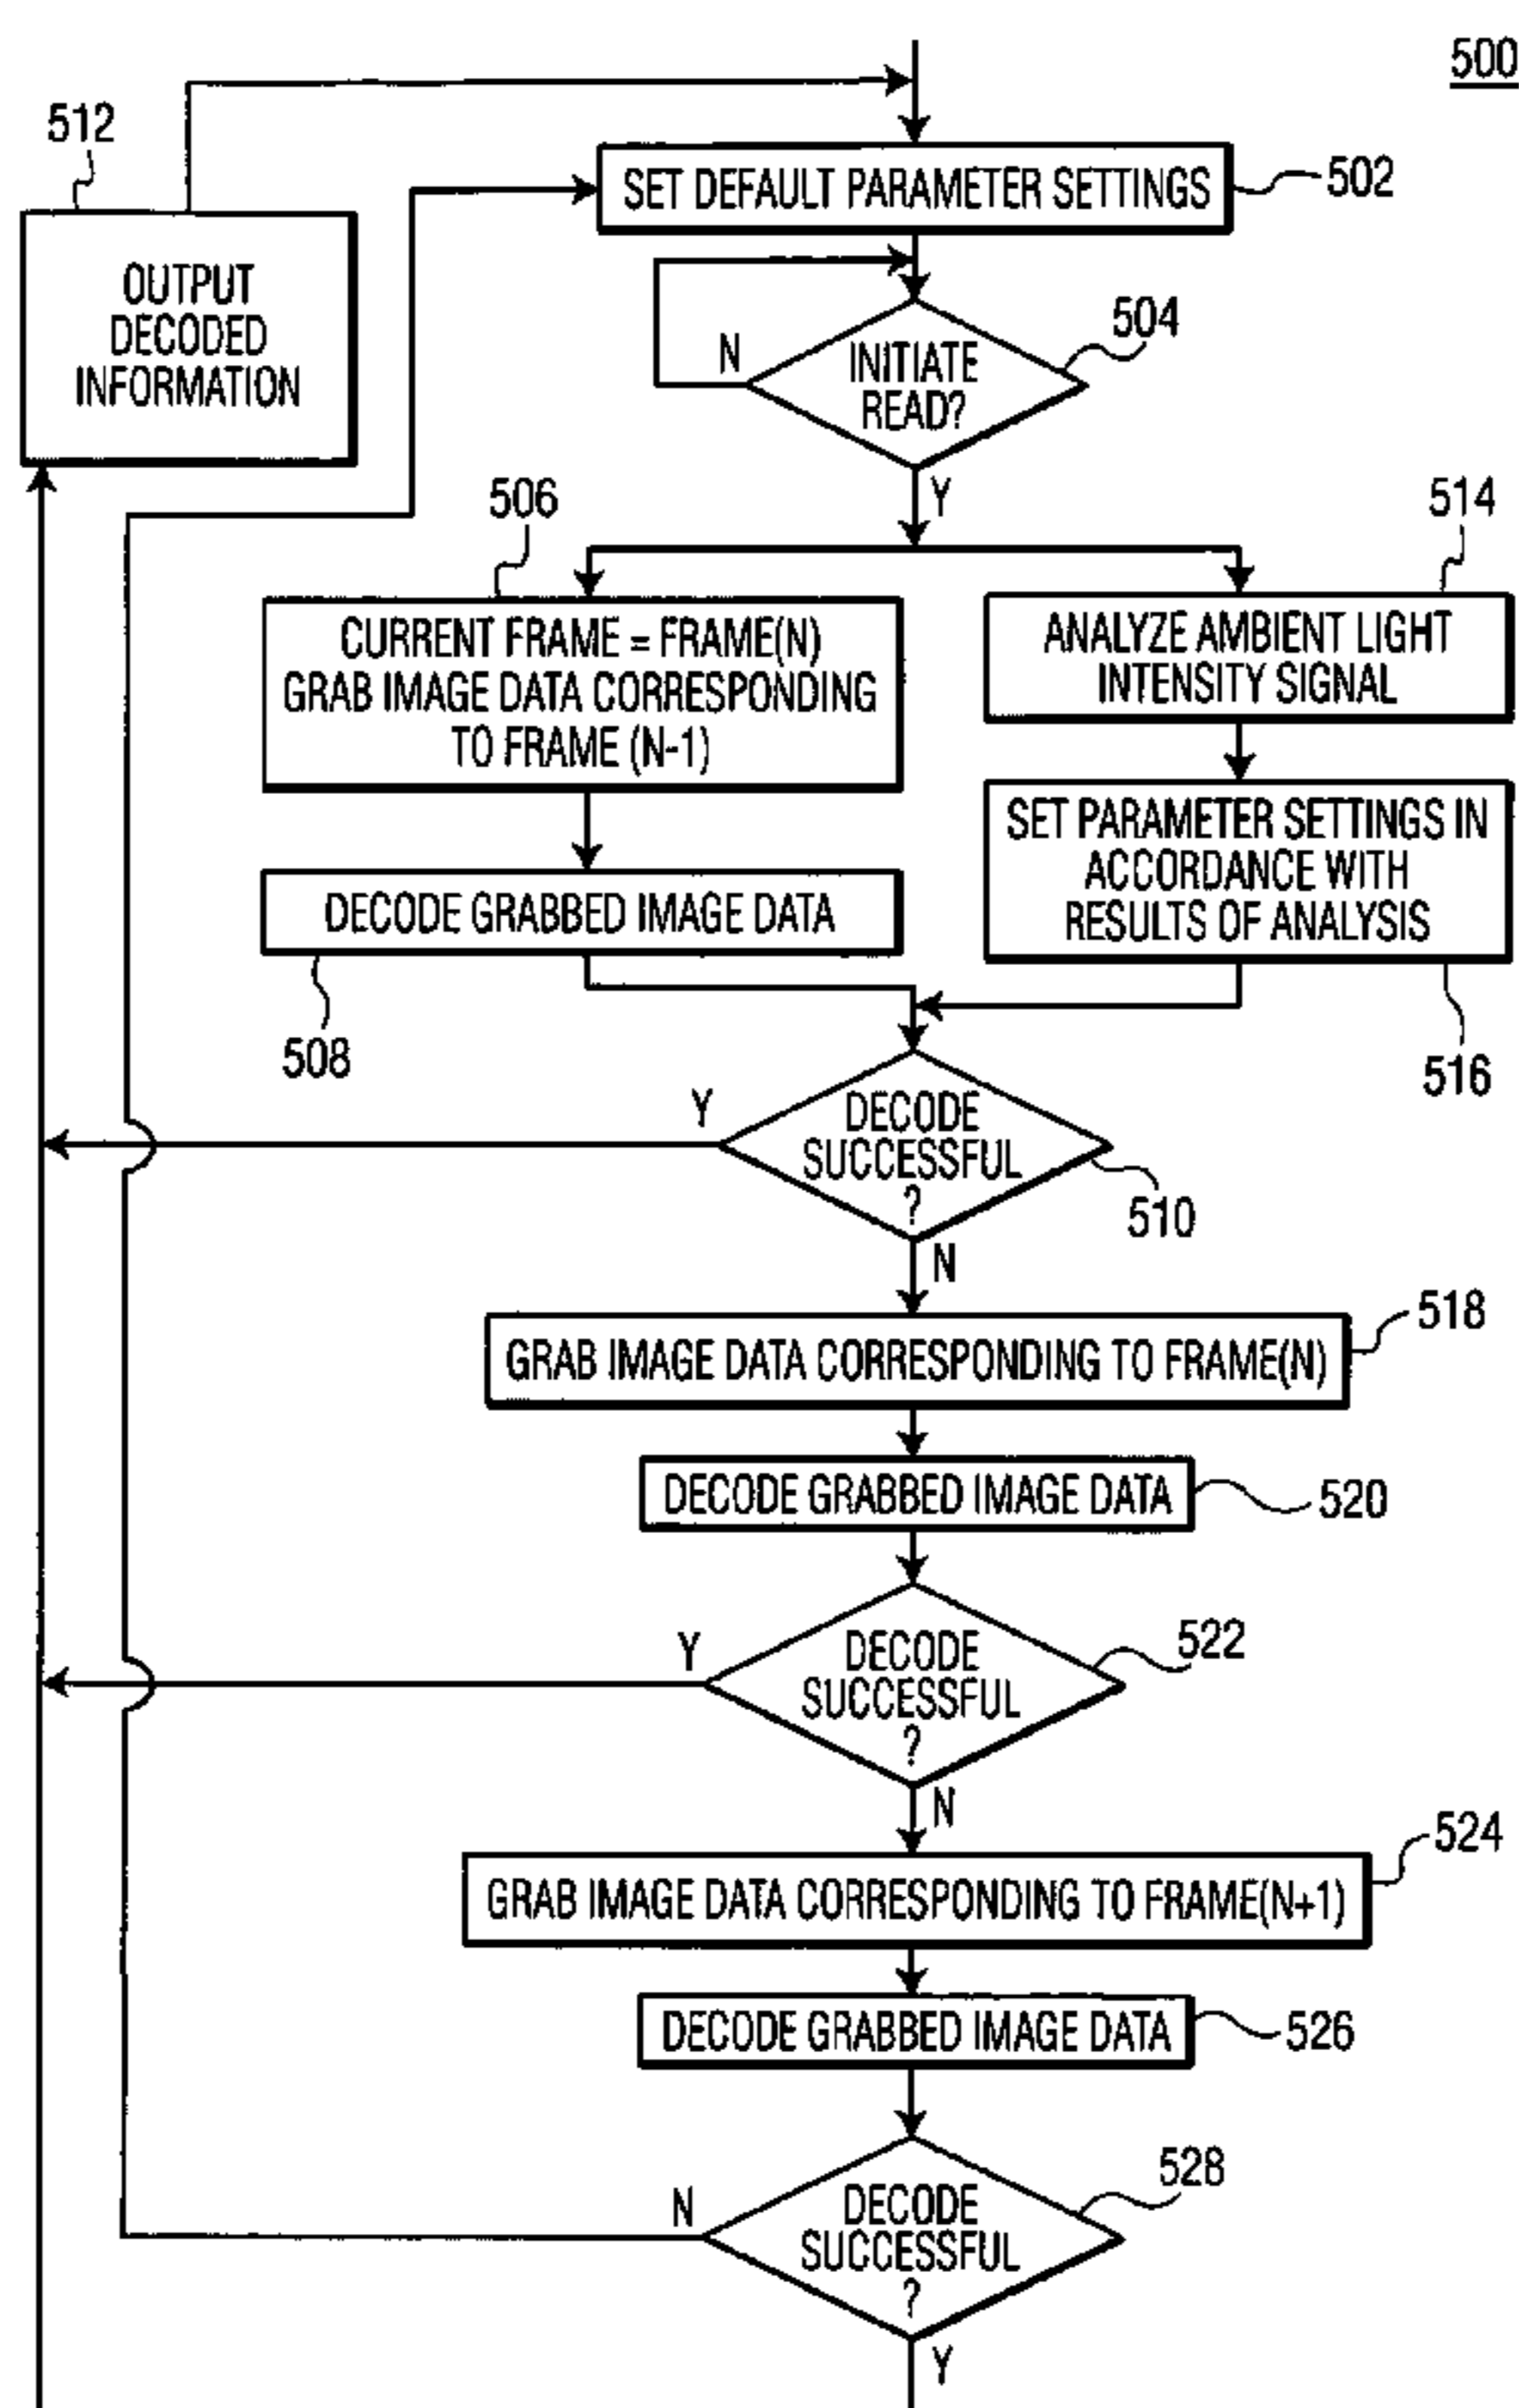 500
512
SET DEFAULT PARAMETER SETTINGS
502
OUTPUT
DECODED
INFORMATION
N
INITIATE
READ?
504
Y
506
514
CURRENT FRAME = FRAME(N)
GRAB IMAGE DATA CORRESPONDING
TO FRAME (N-1)
ANALYZE AMBIENT LIGHT
INTENSITY SIGNAL
DECODE GRABBED IMAGE DATA
508
SET PARAMETER SETTINGS IN
ACCORDANCE WITH
RESULTS OF ANALYSIS
516
Y
DECODE
SUCCESSFUL
?
510
N
GRAB IMAGE DATA CORRESPONDING TO FRAME(N)
518
DECODE GRABBED IMAGE DATA
520
Y
DECODE
SUCCESSFUL
?
522
N
GRAB IMAGE DATA CORRESPONDING TO FRAME(N+1)
524
DECODE GRABBED IMAGE DATA
526
N
DECODE
SUCCESSFUL
?
528
Y